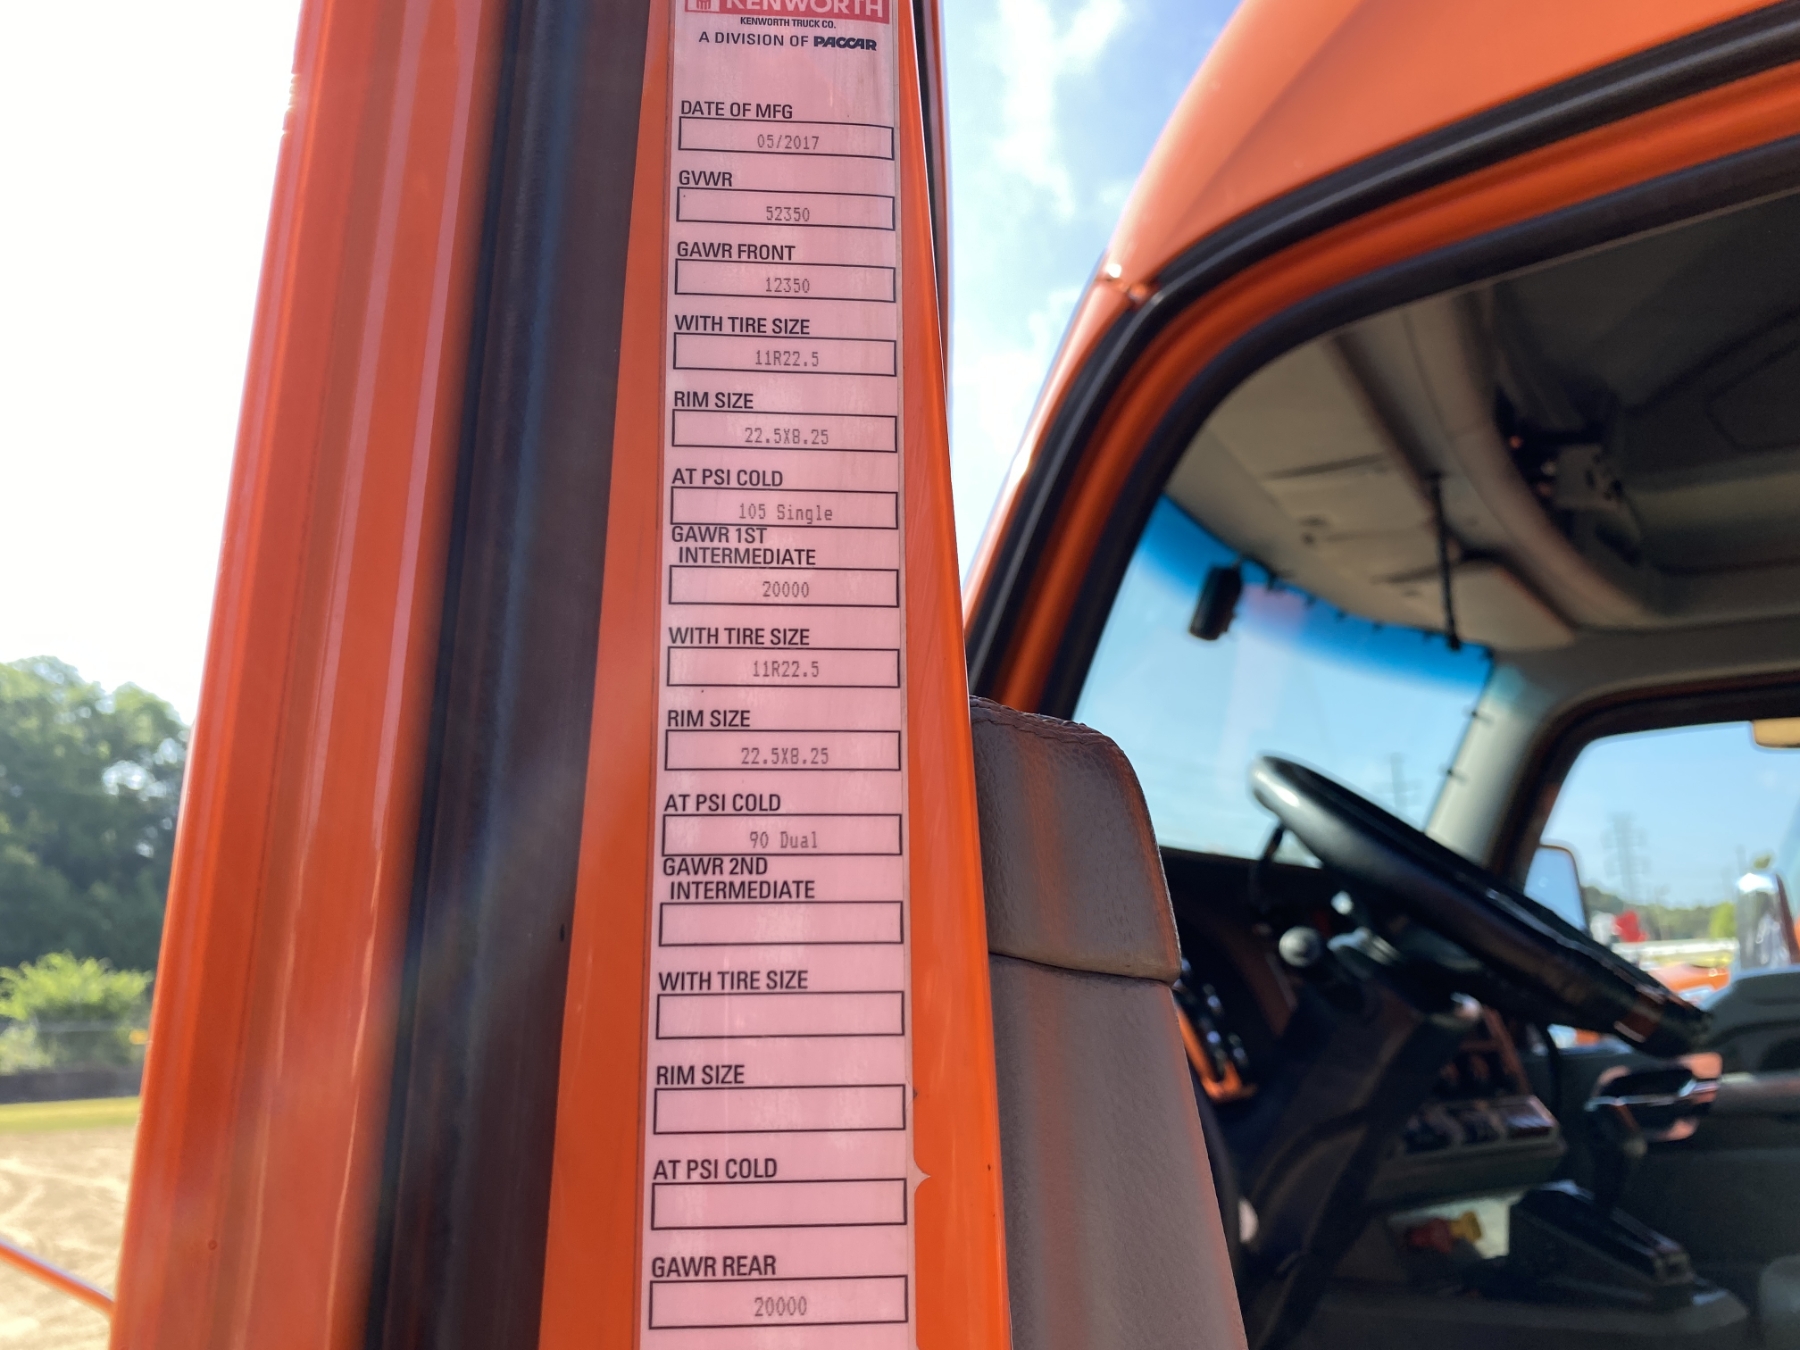 KENWORTH
KENWORTH TRUCK CO.
A DIVISION OF PACCAR
DATE OF MFG
05/2017
GVWR
52350
GAWR FRONT
12350
WITH TIRE SIZE
11R22.5
RIM SIZE
22.5X8.25
AT PSI COLD
105 Single
GAWR 1ST
INTERMEDIATE
20000
WITH TIRE SIZE
11R22.5
RIM SIZE
22.5X8.25
AT PSI COLD
90 Dual
GAWR 2ND
INTERMEDIATE
WITH TIRE SIZE
RIM SIZE
AT PSI COLD
GAWR REAR
20000